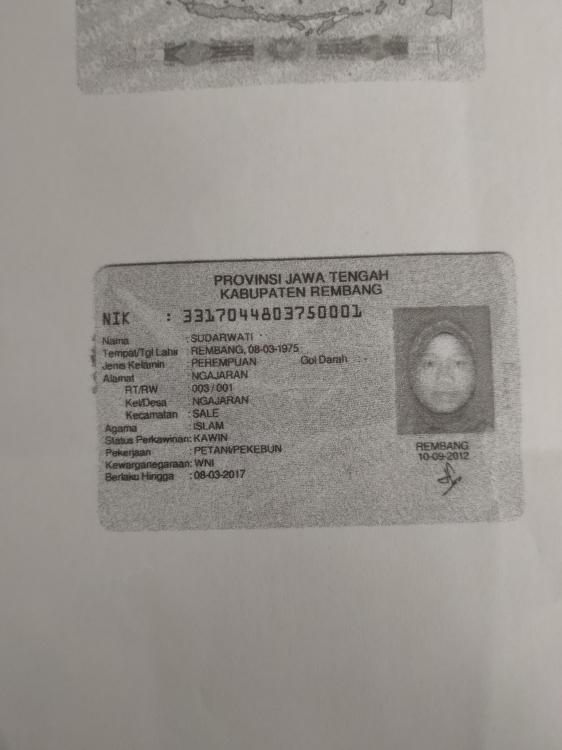 PROVINSI JAWA TENGAH
KABUPATEN REMBANG
NIK : 3317044803750001
Nama : SUDARWATI
Tempat/Tgl Lahir : REMBANG, 08-03-1975
Jenis Kelamin : PEREMPUAN Gol Darah : -
Alamat : NGAJARAN
RT/RW : 003 / 001
Kel/Desa : NGAJARAN
Kecamatan : SALE
Agama : ISLAM
Status Perkawinan: KAWIN
Pekerjaan : PETANI/PEKEBUN
Kewarganegaraan: WNI
Berlaku Hingga : 08-03-2017
REMBANG
10-09-2012